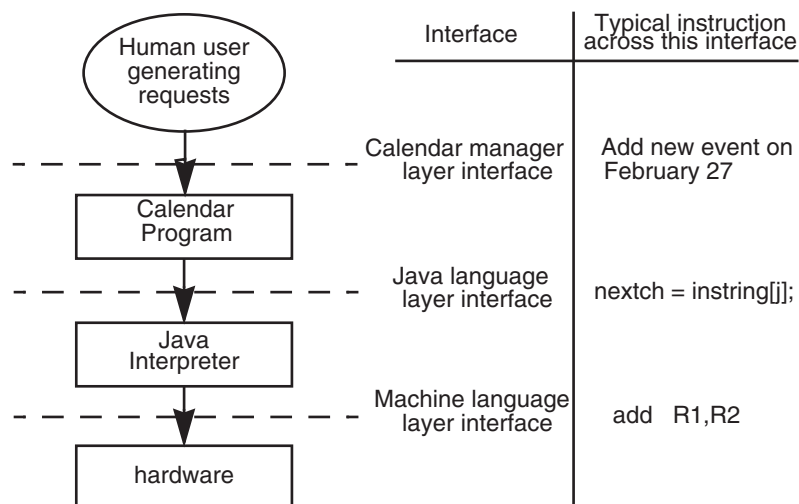 Human user
generating
requests
Interface
Typical instruction
across this interface
Calendar manager
layer interface
Add new event on
February 27
Calendar
Program
Java language
layer interface
nextch = instring[j];
Java
Interpreter
Machine language
layer interface
add R1,R2
hardware